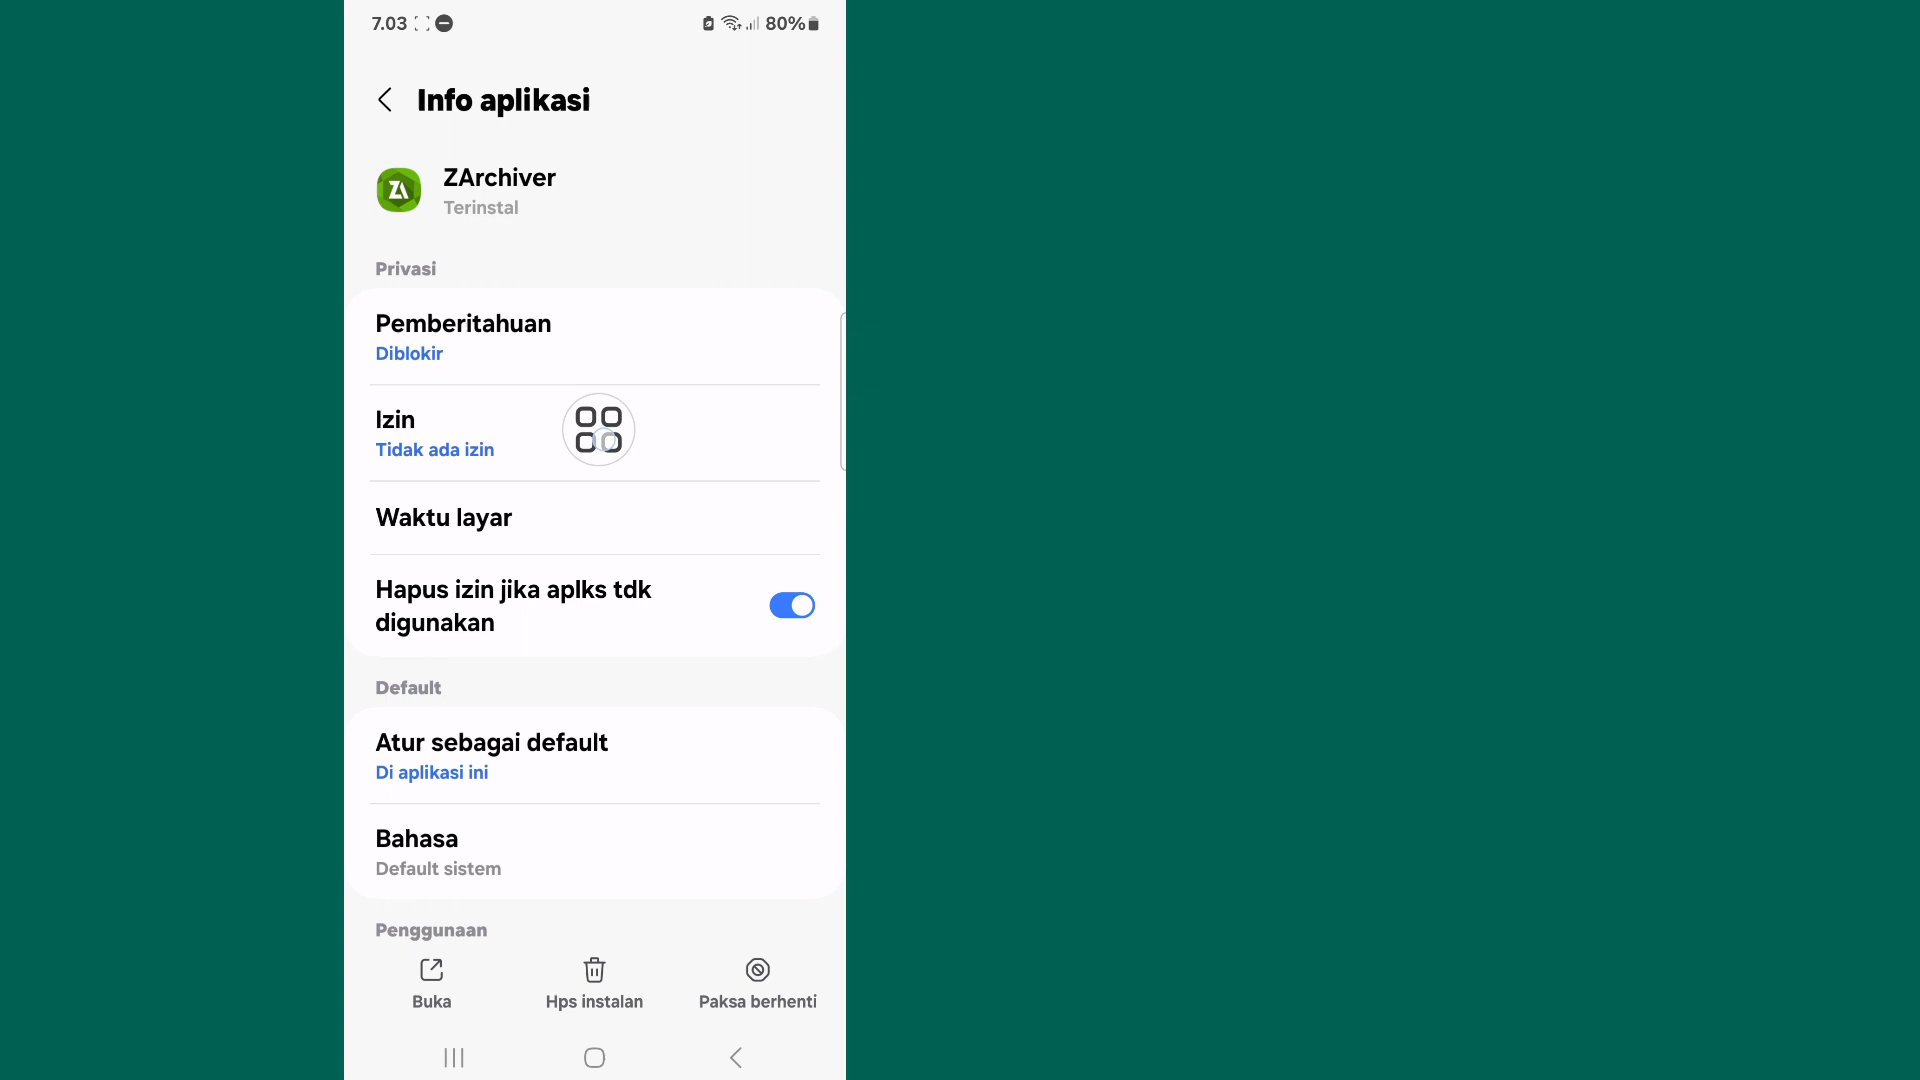 7.03
80%
Info aplikasi
ZArchiver
Terinstal
Privasi
Pemberitahuan
Diblokir
Izin
Tidak ada izin
Waktu layar
Hapus izin jika aplks tdk
digunakan
Default
Atur sebagai default
Di aplikasi ini
Bahasa
Default sistem
Penggunaan
Buka
Hps instalan
Paksa berhenti